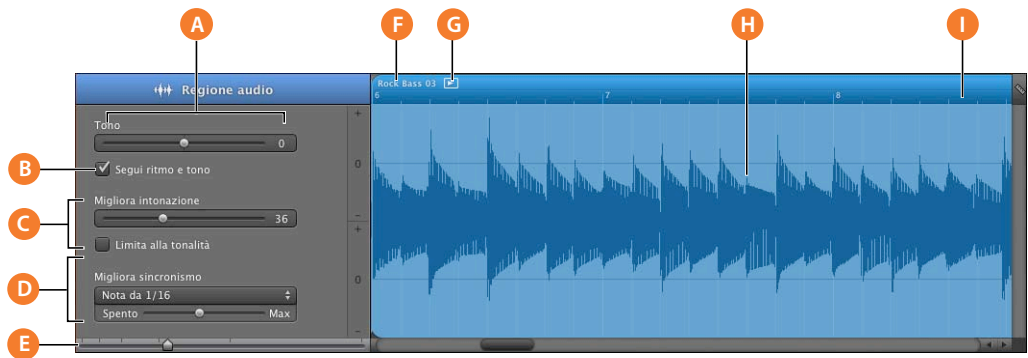 A
F
G
H
I
Regione audio
Rock Bass 03
6
7
8
Tono
0
B
Segui ritmo e tono
C
Migliora intonazione
36
Limita alla tonalità
D
Migliora sincronismo
Nota da 1/16
Spento
Max
E
+
0
-
+
0
-